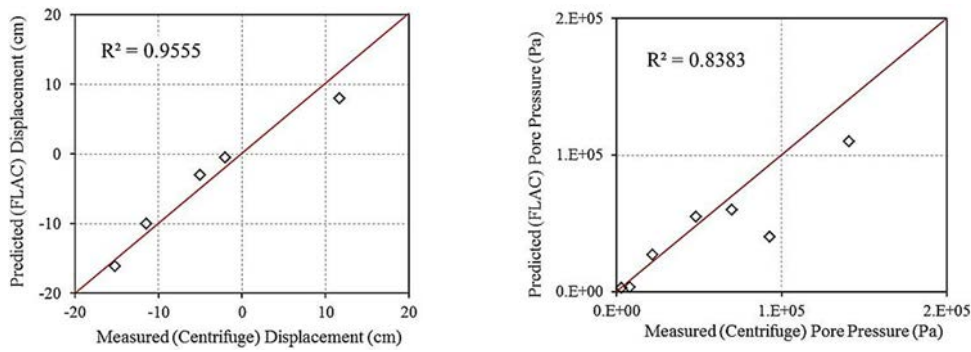 Predicted (FLAC) Displacement (cm)
20
10
0
-10
-20
R² = 0.9555
-20
-10
0
10
20
Measured (Centrifuge) Displacement (cm)
Predicted (FLAC) Pore Pressure (Pa)
2.E+05
1.E+05
0.E+00
R² = 0.8383
0.E+00
1.E+05
2.E+05
Measured (Centrifuge) Pore Pressure (Pa)